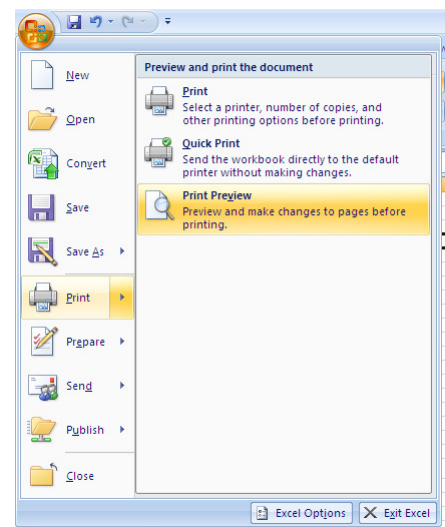 New
Open
Convert
Save
Save As
Print
Prepare
Send
Publish
Close
Preview and print the document
Print
Select a printer, number of copies, and
other printing options before printing.
Quick Print
Send the workbook directly to the default
printer without making changes.
Print Preview
Preview and make changes to pages before
printing.
Excel Options
Exit Excel